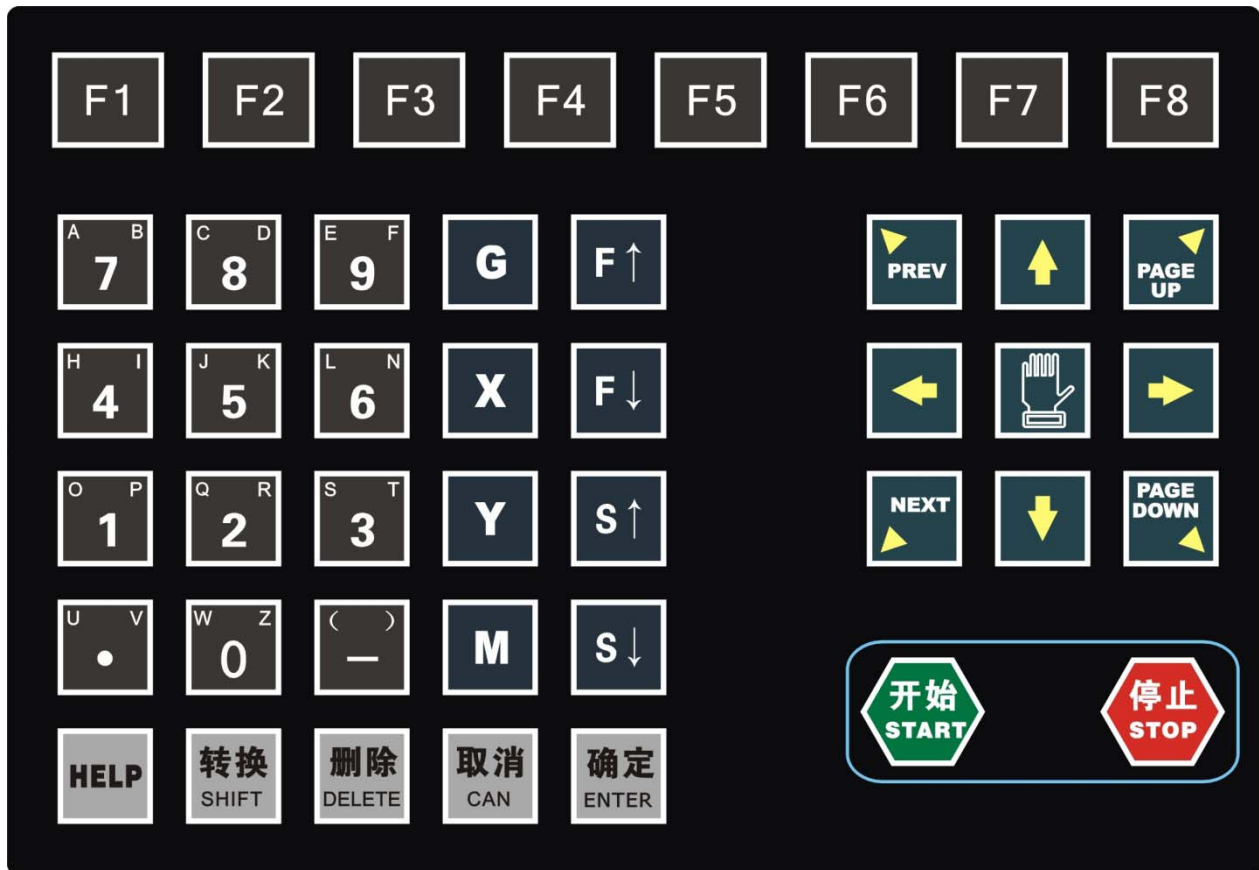 F1 F2 F3 F4 F5 F6 F7 F8
A B C D E F
7 8 9 G F↑ PREV PAGE
UP
H I J K L N
4 5 6 X F↓
O P Q R S T
1 2 3 Y S↑ NEXT PAGE
DOWN
U V W Z ( )
• 0 — M S↓
开始 停止
START STOP
HELP 转换 删除 取消 确定
SHIFT DELETE CAN ENTER